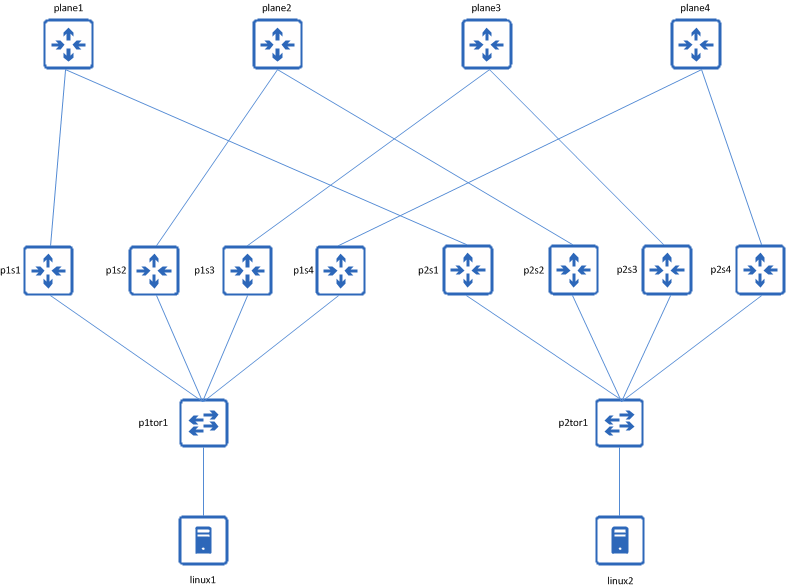 plane1
plane2
plane3
plane4
p1s1
p1s2
p1s3
p1s4
p2s1
p2s2
p2s3
p2s4
p1tor1
p2tor1
linux1
linux2